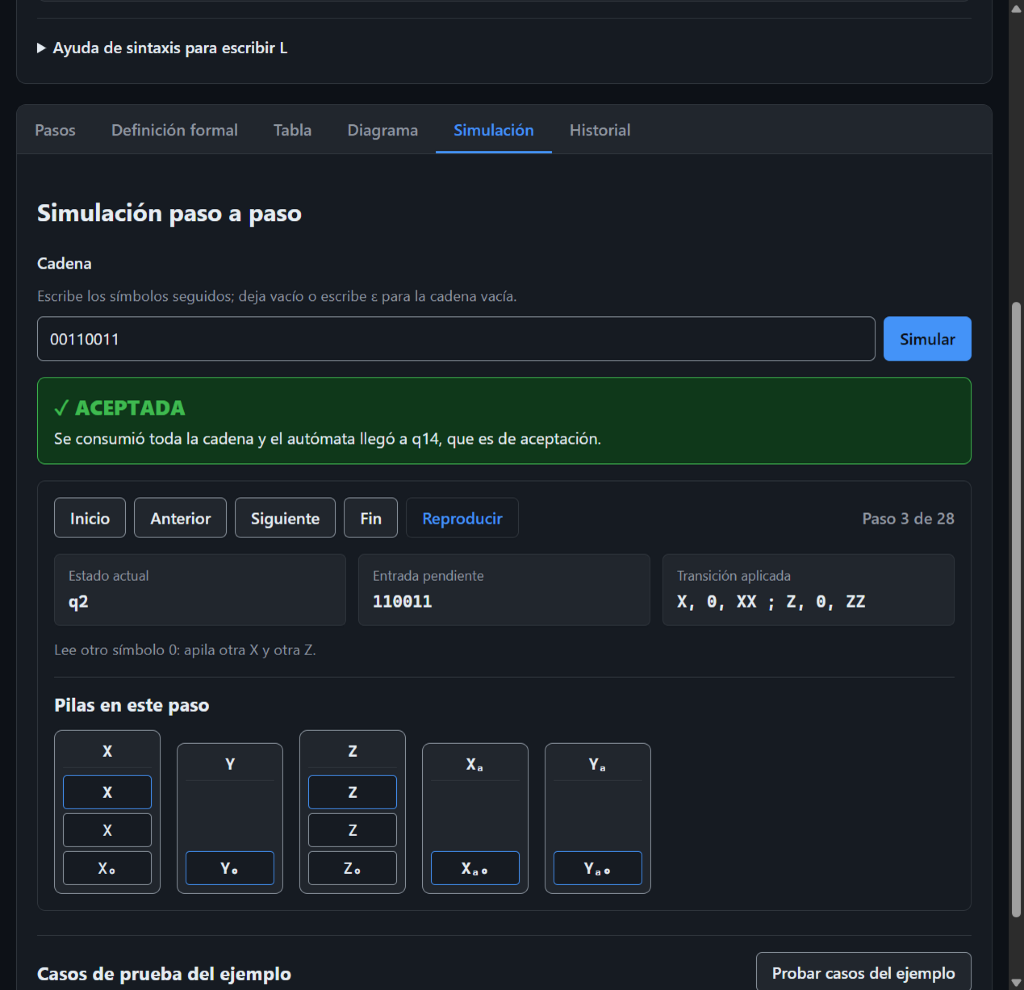 ▶ Ayuda de sintaxis para escribir L
Pasos Definición formal Tabla Diagrama Simulación Historial
Simulación paso a paso
Cadena
Escribe los símbolos seguidos; deja vacío o escribe ε para la cadena vacía.
00110011 Simular
✓ ACEPTADA
Se consumió toda la cadena y el autómata llegó a q14, que es de aceptación.
Inicio Anterior Siguiente Fin Reproducir Paso 3 de 28
Estado actual Entrada pendiente Transición aplicada
q2 110011 X, 0, XX ; Z, 0, ZZ
Lee otro símbolo 0: apila otra X y otra Z.
Pilas en este paso
X Y Z Xₐ Yₐ
X Z
X Z
X₀ Y₀ Z₀ Xₐ₀ Yₐ₀
Casos de prueba del ejemplo Probar casos del ejemplo